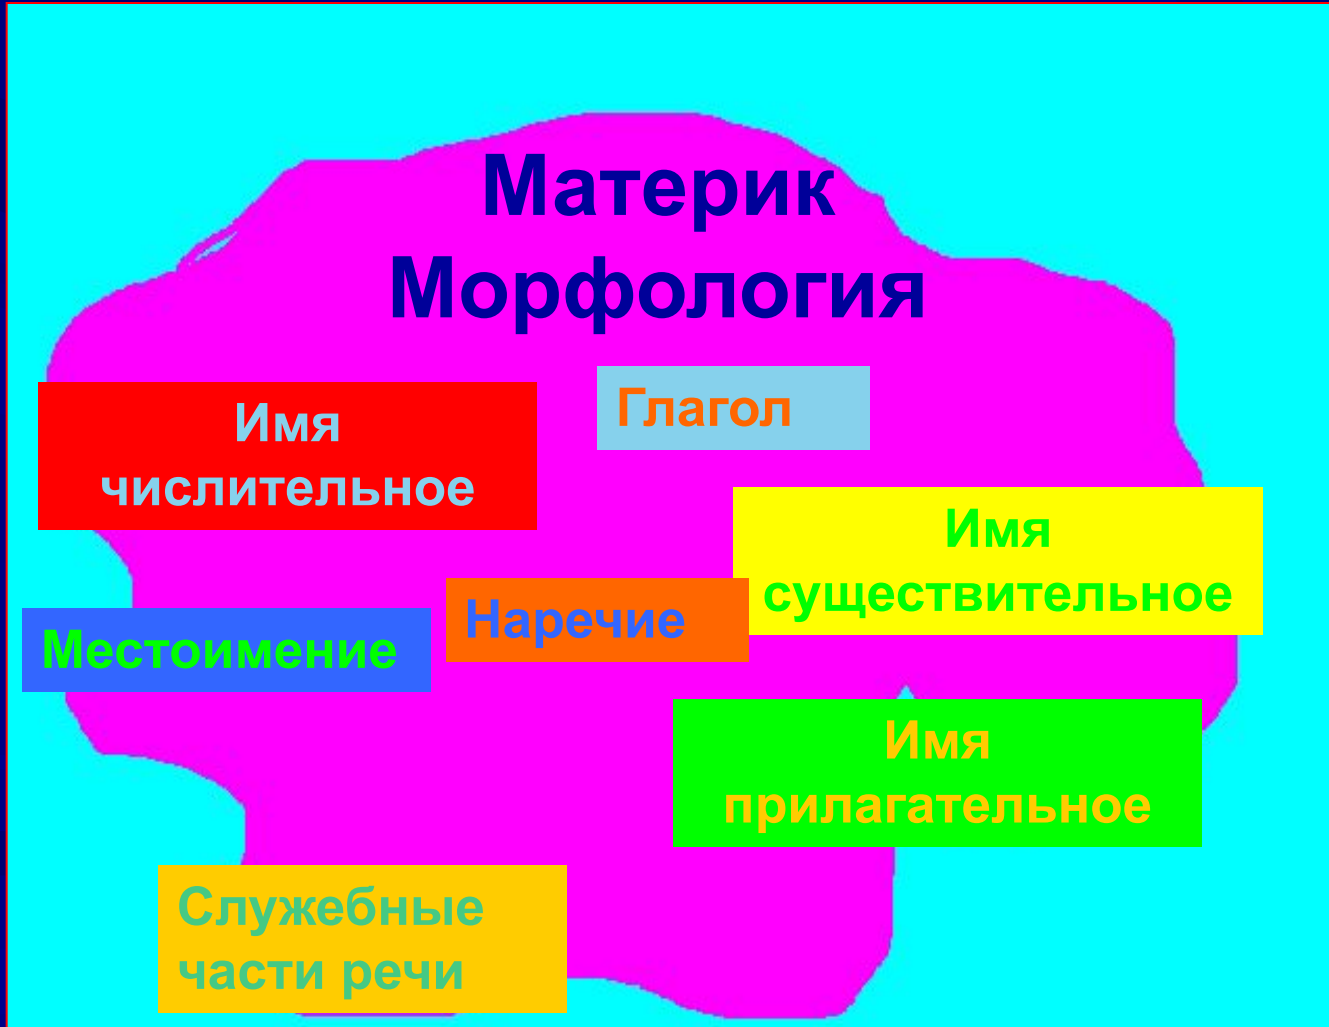 Материк
Морфология
Глагол
Имя
числительное
Имя
существительное
Наречие
Местоимение
Имя
прилагательное
Служебные
части речи